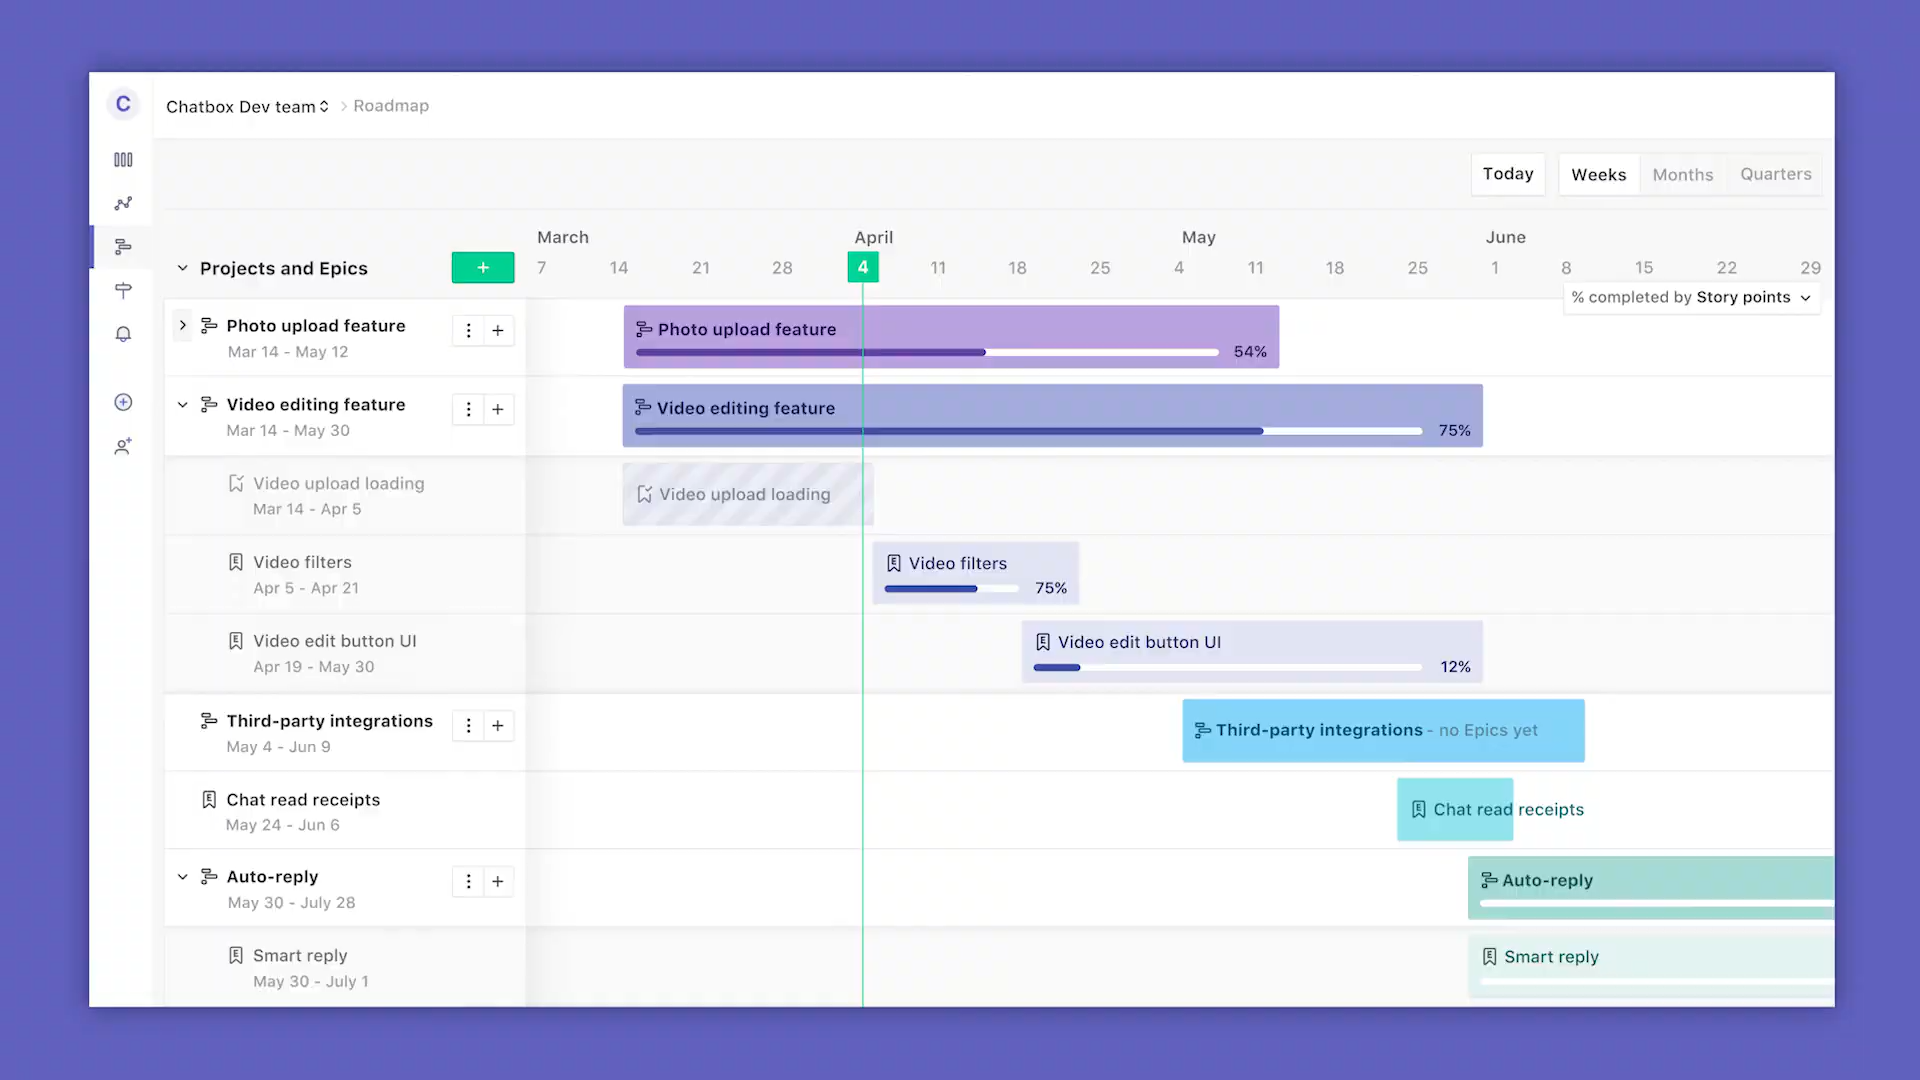 C
Chatbox Dev team > Roadmap
Today Weeks Months Quarters
March April May June
Projects and Epics + 7 14 21 28 4 11 18 25 4 11 18 25 1 8 15 22 29
% completed by Story points
Photo upload feature
Mar 14 - May 12
Photo upload feature
54%
Video editing feature
Mar 14 - May 30
Video editing feature
75%
Video upload loading
Mar 14 - Apr 5
Video upload loading
Video filters
Apr 5 - Apr 21
Video filters
75%
Video edit button UI
Apr 19 - May 30
Video edit button UI
12%
Third-party integrations
May 4 - Jun 9
Third-party integrations - no Epics yet
Chat read receipts
May 24 - Jun 6
Chat read receipts
Auto-reply
May 30 - July 28
Auto-reply
Smart reply
May 30 - July 1
Smart reply